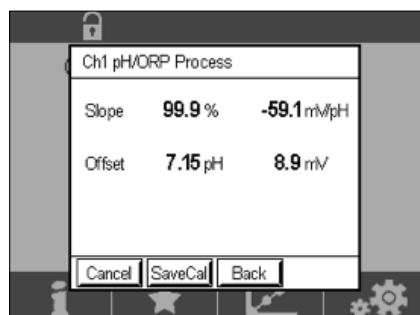 Ch1 pH/ORP Process
Slope 99.9 % -59.1 mV/pH
Offset 7.15 pH 8.9 mV
Cancel SaveCal Back